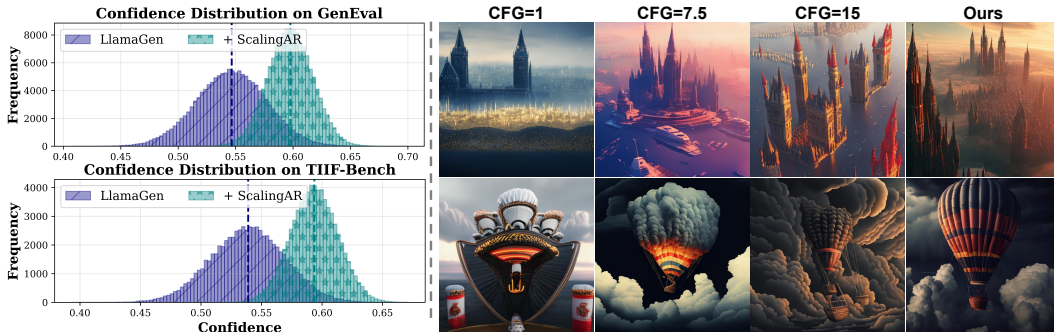 Confidence Distribution on GenEval
LlamaGen
+ ScalingAR
Frequency
8000
6000
4000
2000
0
0.40 0.45 0.50 0.55 0.60 0.65 0.70
Confidence Distribution on TIIF-Bench
LlamaGen
+ ScalingAR
Frequency
4000
3000
2000
1000
0
0.40 0.45 0.50 0.55 0.60 0.65
Confidence
CFG=1
CFG=7.5
CFG=15
Ours